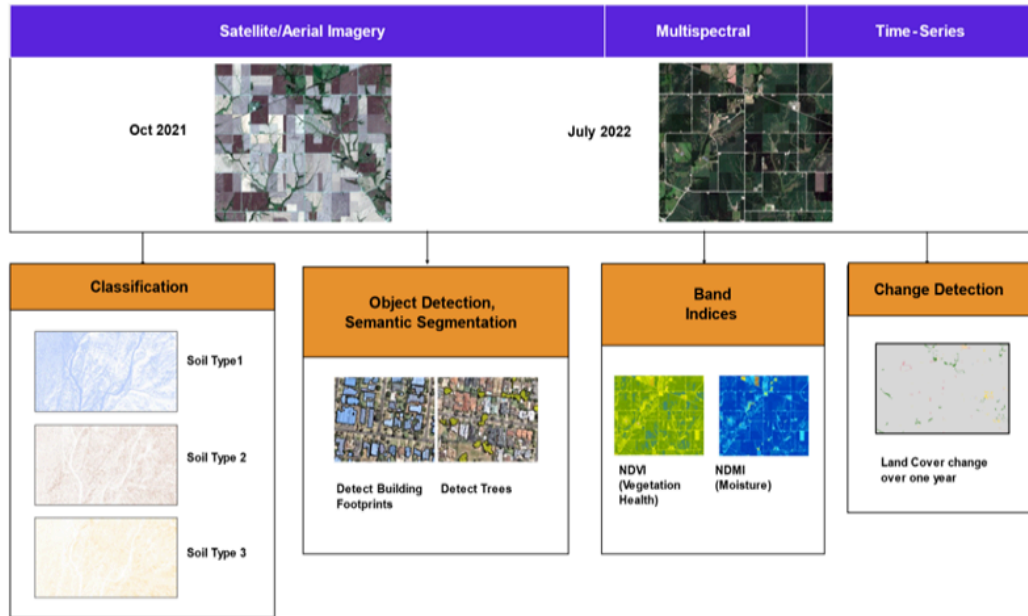 Satellite/Aerial Imagery
Multispectral
Time-Series
Oct 2021
July 2022
Classification
Soil Type1
Soil Type 2
Soil Type 3
Object Detection,
Semantic Segmentation
Detect Building
Footprints
Detect Trees
Band
Indices
NDVI
(Vegetation
Health)
NDMI
(Moisture)
Change Detection
Land Cover change
over one year